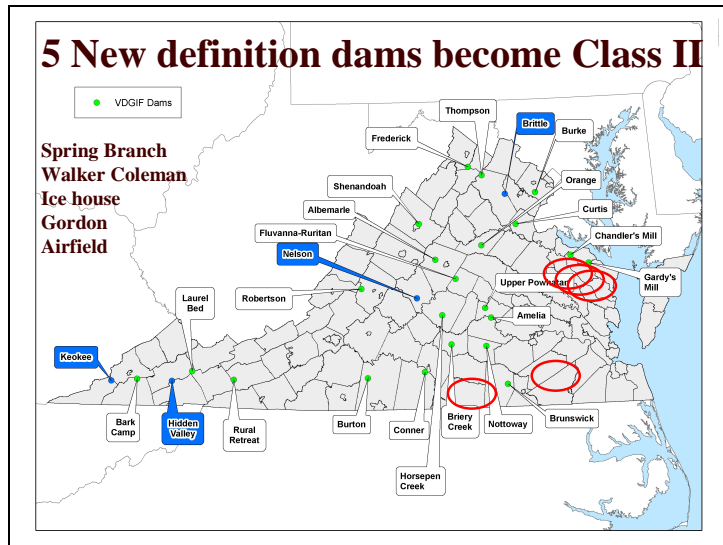 5 New definition dams become Class II
VDGIF Dams
Spring Branch
Walker Coleman
Ice house
Gordon
Airfield
Thompson
Brittle
Burke
Frederick
Orange
Shenandoah
Curtis
Albemarle
Chandler's Mill
Fluvanna-Ruritan
Nelson
Gardy's
Mill
Upper Powhatan
Robertson
Laurel
Bed
Amelia
Keokee
Bark
Camp
Hidden
Valley
Rural
Retreat
Burton
Conner
Briery
Creek
Nottoway
Brunswick
Horsepen
Creek